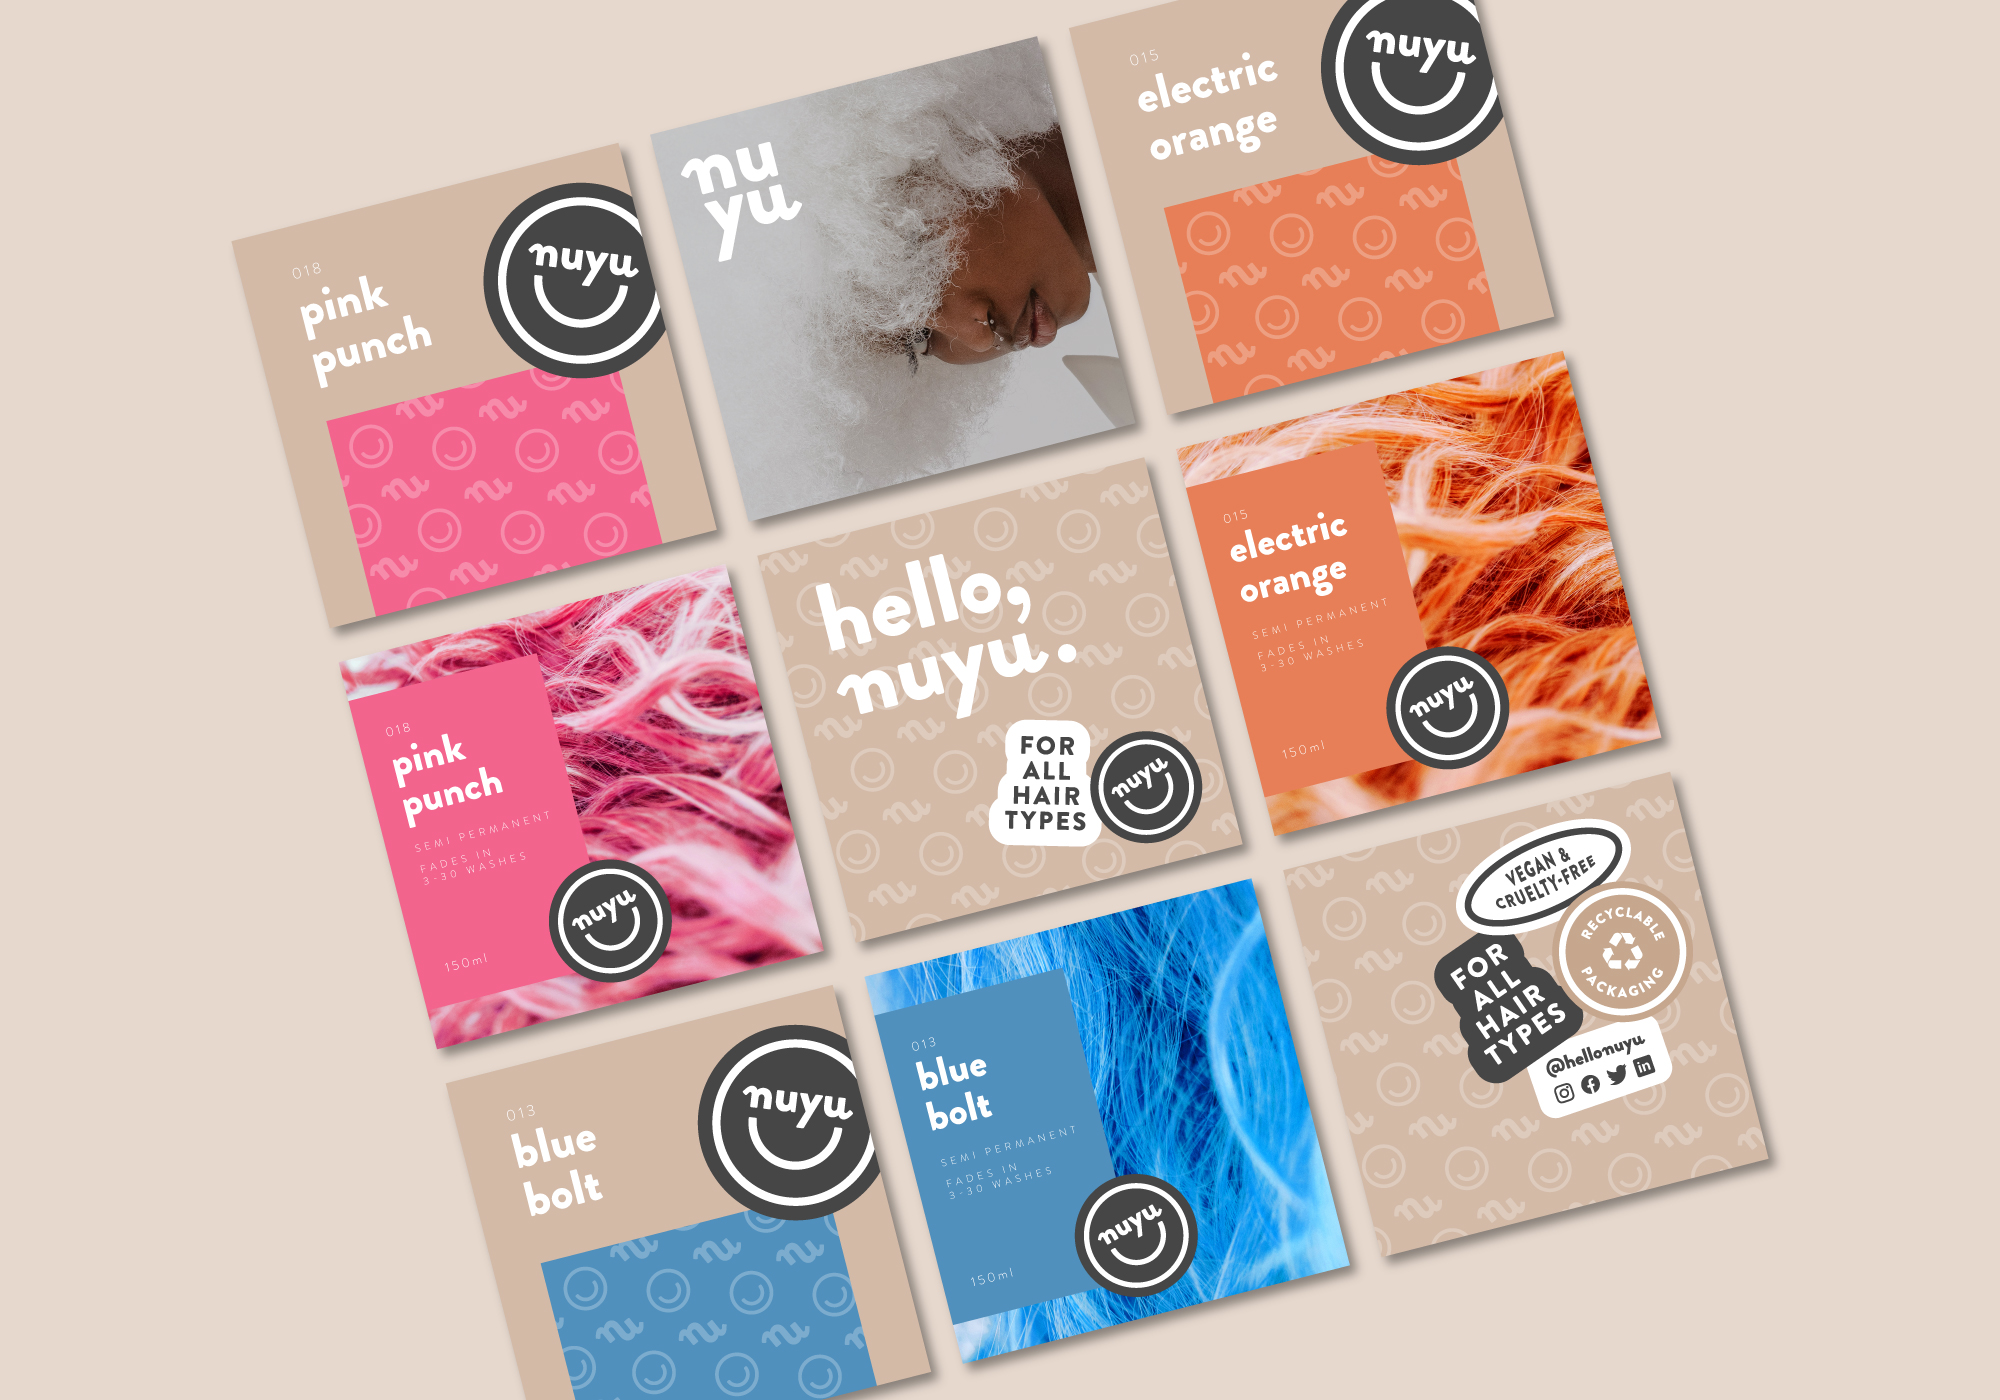 018
pink
punch
nuyu
nu
yu
015
electric
orange
nuyu
018
pink
punch
SEMI PERMANENT
FADES IN
3-30 WASHES
150ml
nuyu
hello,
nuyu.
FOR
ALL
HAIR
TYPES
nuyu
015
electric
orange
SEMI PERMANENT
FADES IN
3-30 WASHES
150ml
nuyu
013
blue
bolt
nuyu
013
blue
bolt
SEMI PERMANENT
FADES IN
3-30 WASHES
150ml
nuyu
VEGAN &
CRUELTY-FREE
RECYCLABLE
PACKAGING
FOR
ALL
HAIR
TYPES
@hellonuyu